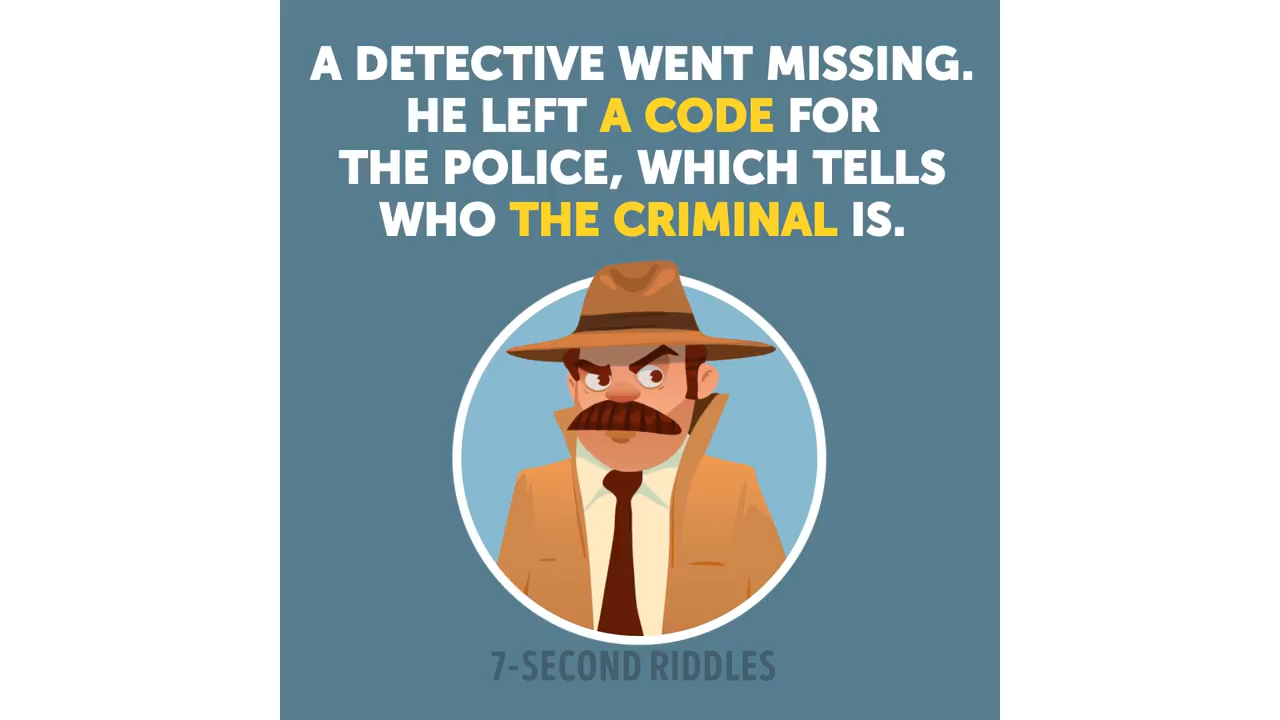 A DETECTIVE WENT MISSING.
HE LEFT A CODE FOR
THE POLICE, WHICH TELLS
WHO THE CRIMINAL IS.
7-SECOND RIDDLES